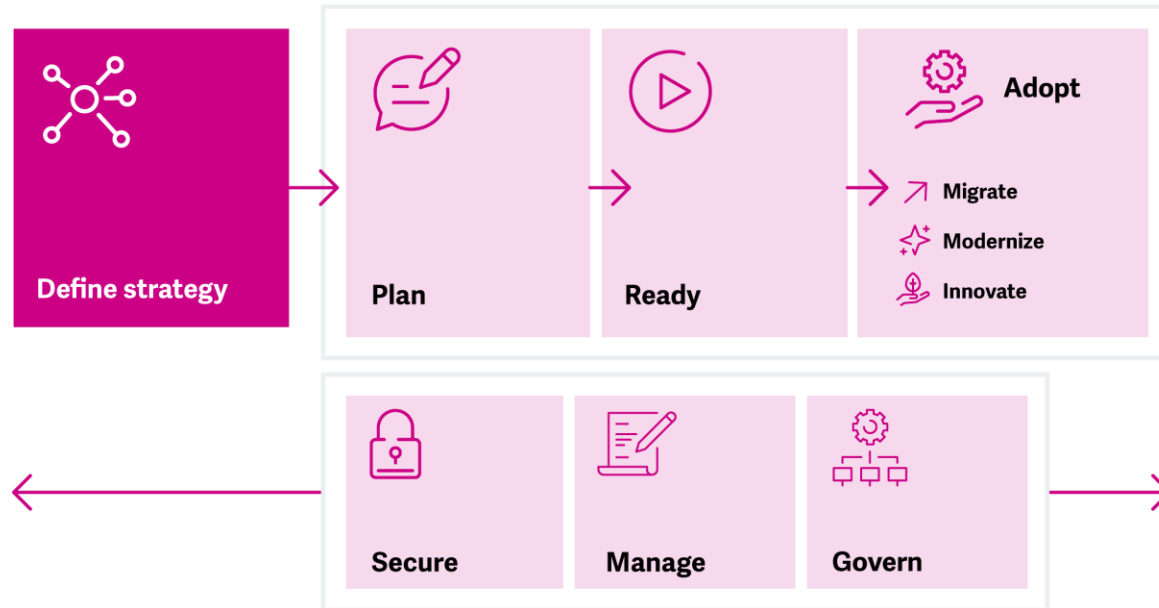 Define strategy
Plan
Ready
Adopt
Migrate
Modernize
Innovate
Secure
Manage
Govern